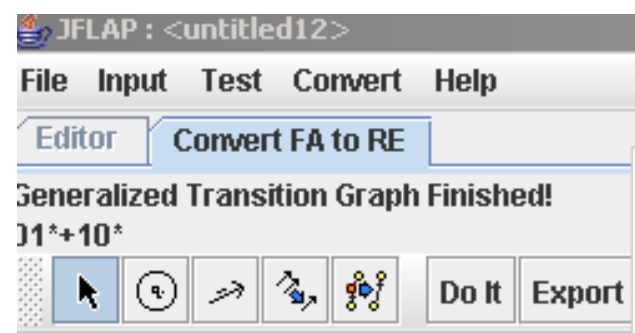 JFLAP : <untitled12>
File Input Test Convert Help
Editor Convert FA to RE
Generalized Transition Graph Finished!
01*+10*
Do It Export